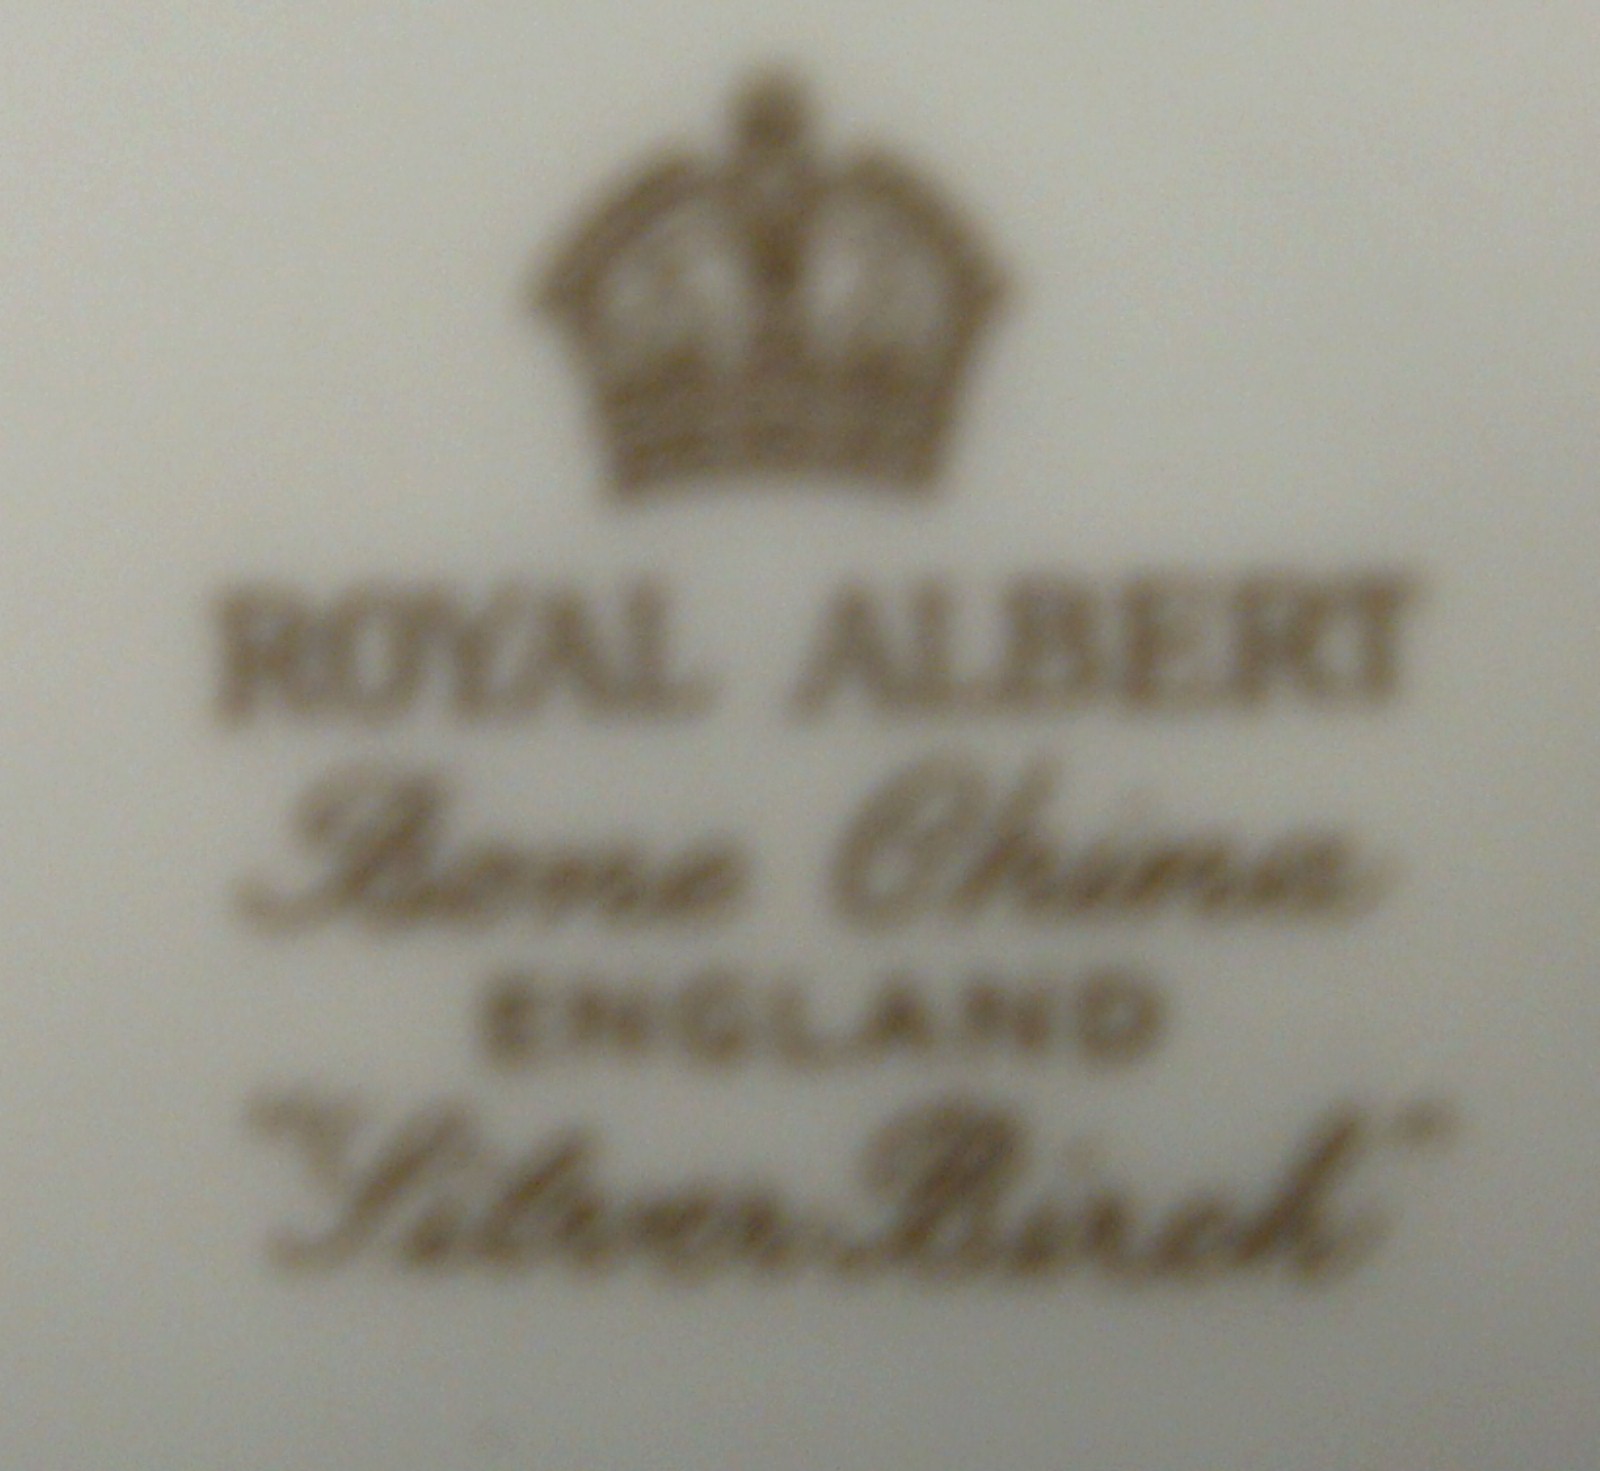 ROYAL ALBERT
Bone China
ENGLAND
"Silver Birch"